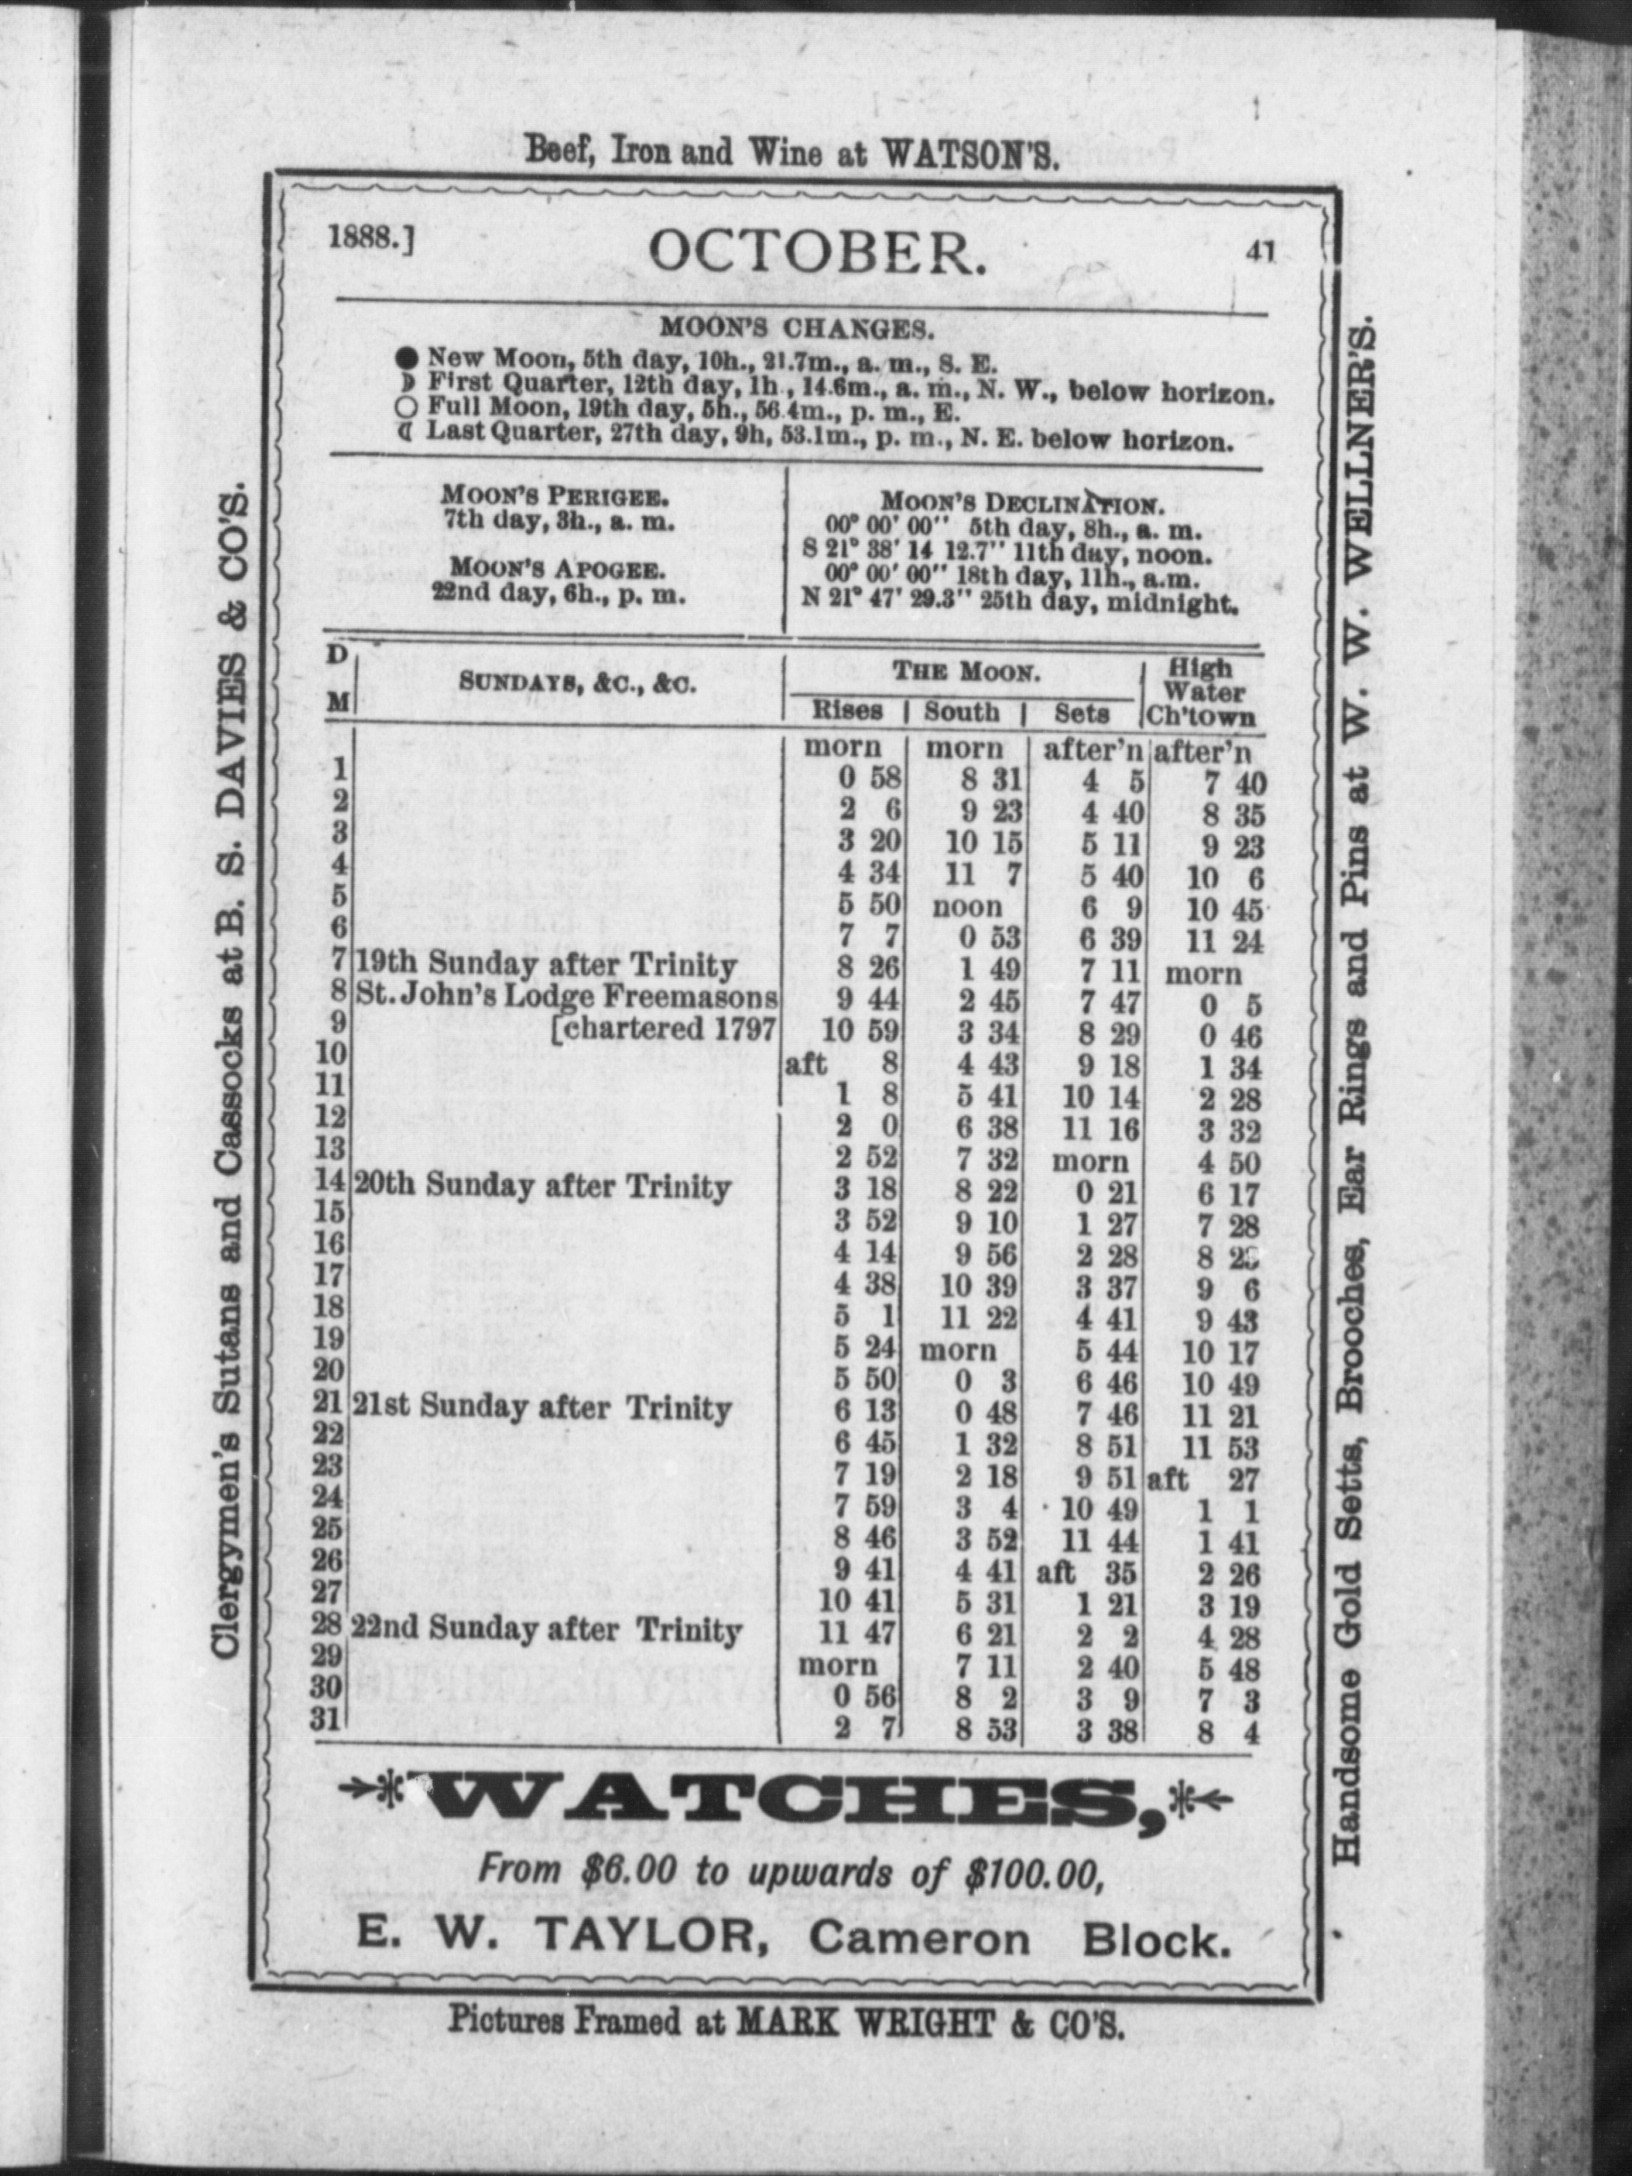 Beef, Iron and Wine at WATSON'S.
1888.] OCTOBER. 41
MOON'S CHANGES.
● New Moon, 5th day, 10h., 21.7m., a. m., S. E.
☽ First Quarter, 12th day, 1h., 14.6m., a. m., N. W., below horizon.
○ Full Moon, 19th day, 5h., 56.4m., p. m., E.
☾ Last Quarter, 27th day, 9h, 53.1m., p. m., N. E. below horizon.
MOON'S PERIGEE.
7th day, 3h., a. m.
MOON'S APOGEE.
22nd day, 6h., p. m.
MOON'S DECLINATION.
00° 00' 00" 5th day, 8h., a. m.
S 21° 38' 14 12.7" 11th day, noon.
00° 00' 00" 18th day, 11h., a.m.
N 21° 47' 29.3" 25th day, midnight.
D M SUNDAYS, &C., &C. THE MOON. High Water Ch'town
Rises South Sets
morn morn after'n after'n
1 0 58 8 31 4 5 7 40
2 2 6 9 23 4 40 8 35
3 3 20 10 15 5 11 9 23
4 4 34 11 7 5 40 10 6
5 5 50 noon 6 9 10 45
6 7 7 0 53 6 39 11 24
7 19th Sunday after Trinity 8 26 1 49 7 11 morn
8 St. John's Lodge Freemasons 9 44 2 45 7 47 0 5
9 [chartered 1797 10 59 3 34 8 29 0 46
10 aft 8 4 43 9 18 1 34
11 1 8 5 41 10 14 2 28
12 2 0 6 38 11 16 3 32
13 2 52 7 32 morn 4 50
14 20th Sunday after Trinity 3 18 8 22 0 21 6 17
15 3 52 9 10 1 27 7 28
16 4 14 9 56 2 28 8
17 4 38 10 39 3 37 9 6
18 5 1 11 22 4 41 9 43
19 5 24 morn 5 44 10 17
20 5 50 0 3 6 46 10 49
21 21st Sunday after Trinity 6 13 0 48 7 46 11 21
22 6 45 1 32 8 51 11 53
23 7 19 2 18 9 51 aft 27
24 7 59 3 4 10 49 1 1
25 8 46 3 52 11 44 1 41
26 9 41 4 41 aft 35 2 26
27 10 41 5 31 1 21 3 19
28 22nd Sunday after Trinity 11 47 6 21 2 2 4 28
29 morn 7 11 2 40 5 48
30 0 56 8 2 3 9 7 3
31 2 7 8 53 3 38 8 4
WATCHES,
From $6.00 to upwards of $100.00,
E. W. TAYLOR, Cameron Block.
Pictures Framed at MARK WRIGHT & CO'S.
Clergymen's Sutans and Cassocks at B. S. DAVIES & CO'S.
Handsome Gold Setts, Brooches, Ear Rings and Pins at W. W. WELLNER'S.